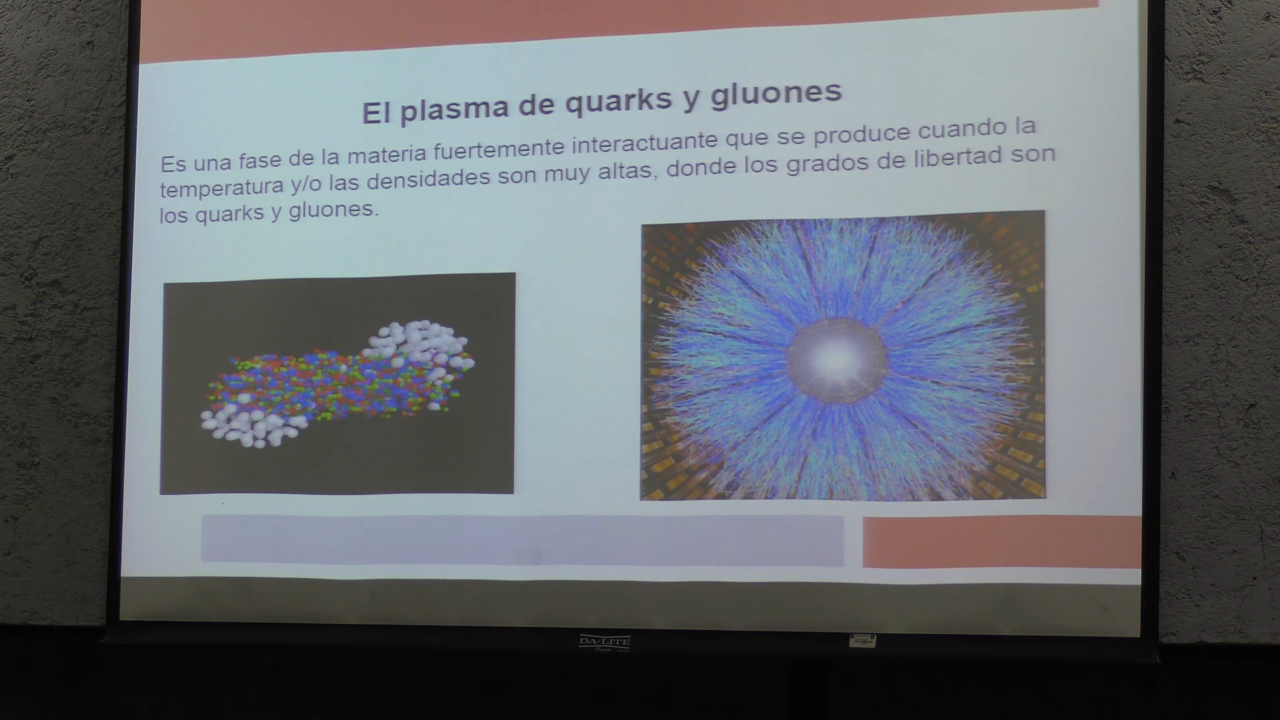 El plasma de quarks y gluones
Es una fase de la materia fuertemente interactuante que se produce cuando la
temperatura y/o las densidades son muy altas, donde los grados de libertad son
los quarks y gluones.
DA-LITE